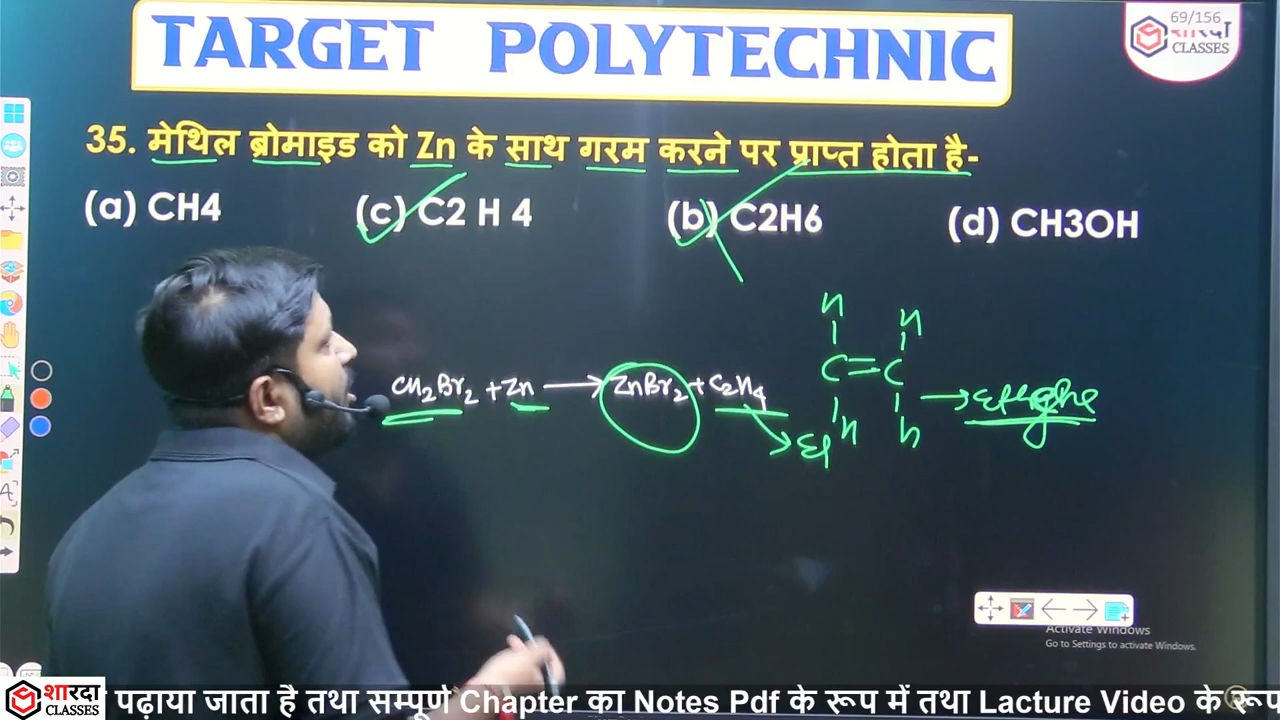 TARGET POLYTECHNIC
69/156
शारदा
CLASSES
35. मेथिल ब्रोमाइड को Zn के साथ गरम करने पर प्राप्त होता है-
(a) CH4 (c) C2 H 4 (b) C2H6 (d) CH3OH
H H
CH2Br2 + Zn → ZnBr2 + C2H4 C=C
H H
Activate Windows
Go to Settings to activate Windows.
शारदा
CLASSES
पढ़ाया जाता है तथा सम्पूर्ण Chapter का Notes Pdf के रूप में तथा Lacture Video के रूप